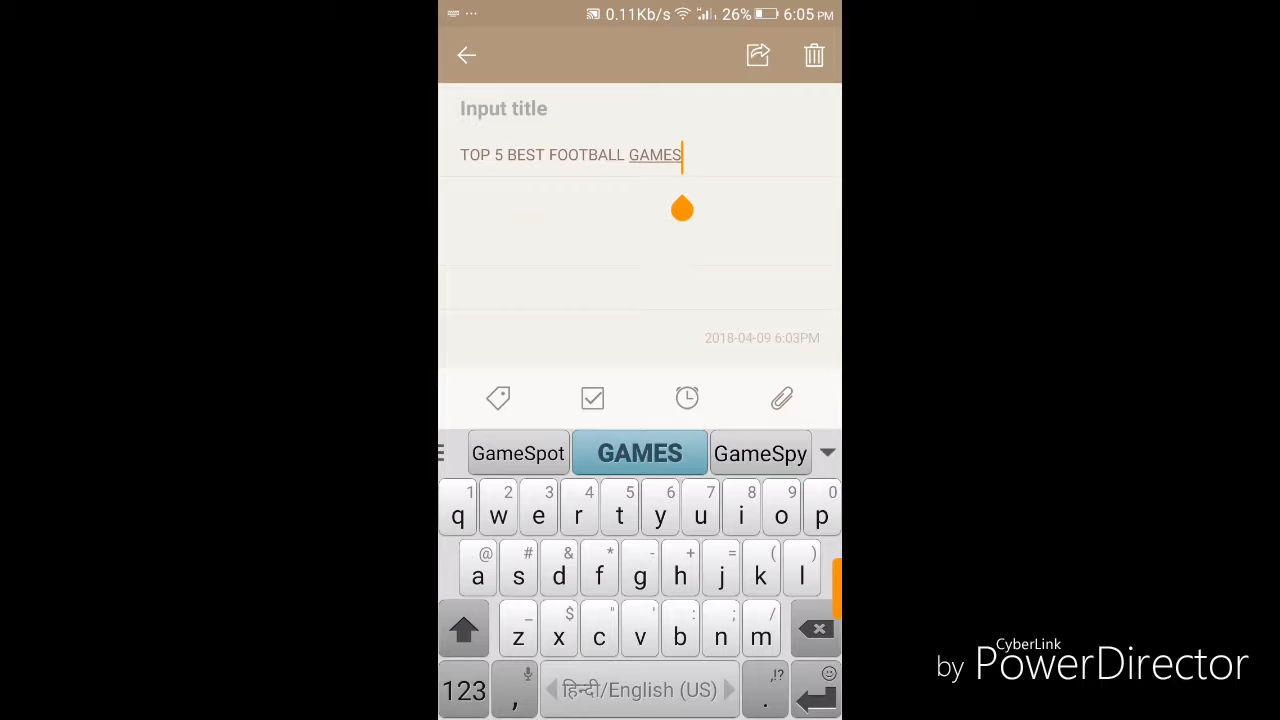 0.11Kb/s 26% 6:05 PM
Input title
TOP 5 BEST FOOTBALL GAMES
2018-04-09 6:03PM
GameSpot GAMES GameSpy
1 2 3 4 5 6 7 8 9 0
q w e r t y u i o p
@ # & * - + = ( )
a s d f g h j k l
_ $ " ' : ; /
z x c v b n m
123 , हिन्दी/English (US) ,!? .
CyberLink
by PowerDirector